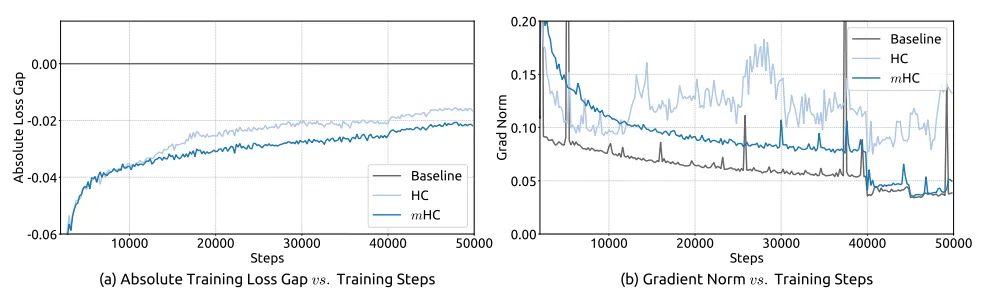 Absolute Loss Gap
0.00
-0.02
-0.04
-0.06
10000 20000 30000 40000 50000
Steps
Baseline
HC
mHC
(a) Absolute Training Loss Gap vs. Training Steps
Grad Norm
0.20
0.15
0.10
0.05
0.00
10000 20000 30000 40000 50000
Steps
Baseline
HC
mHC
(b) Gradient Norm vs. Training Steps